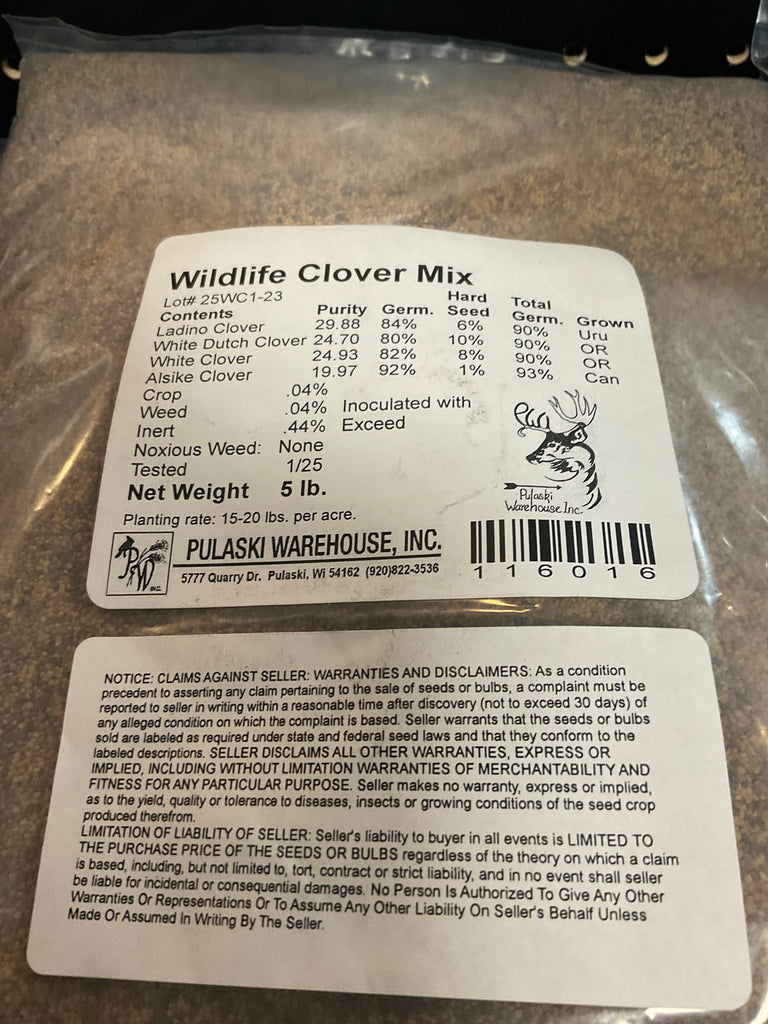 Wildlife Clover Mix
Lot# 25WC1-23
Contents Purity Germ. Hard Seed Total Germ. Grown
Ladino Clover 29.88 84% 6% 90% Uru
White Dutch Clover 24.70 80% 10% 90% OR
White Clover 24.93 82% 8% 90% OR
Alsike Clover 19.97 92% 1% 93% Can
Crop .04%
Weed .04% Inoculated with
Inert .44% Exceed
Noxious Weed: None
Tested 1/25
Net Weight 5 lb.
Planting rate: 15-20 lbs. per acre.
Pulaski
Warehouse Inc.
PW INC.
PULASKI WAREHOUSE, INC.
5777 Quarry Dr. Pulaski, Wi 54162 (920)822-3536
1 1 6 0 1 6
NOTICE: CLAIMS AGAINST SELLER: WARRANTIES AND DISCLAIMERS: As a condition
precedent to asserting any claim pertaining to the sale of seeds or bulbs, a complaint must be
reported to seller in writing within a reasonable time after discovery (not to exceed 30 days) of
any alleged condition on which the complaint is based. Seller warrants that the seeds or bulbs
sold are labeled as required under state and federal seed laws and that they conform to the
labeled descriptions. SELLER DISCLAIMS ALL OTHER WARRANTIES, EXPRESS OR
IMPLIED, INCLUDING WITHOUT LIMITATION WARRANTIES OF MERCHANTABILITY AND
FITNESS FOR ANY PARTICULAR PURPOSE. Seller makes no warranty, express or implied,
as to the yield, quality or tolerance to diseases, insects or growing conditions of the seed crop
produced therefrom.
LIMITATION OF LIABILITY OF SELLER: Seller's liability to buyer in all events is LIMITED TO
THE PURCHASE PRICE OF THE SEEDS OR BULBS regardless of the theory on which a claim
is based, including, but not limited to, tort, contract or strict liability, and in no event shall seller
be liable for incidental or consequential damages. No Person Is Authorized To Give Any Other
Warranties Or Representations Or To Assume Any Other Liability On Seller's Behalf Unless
Made Or Assumed In Writing By The Seller.